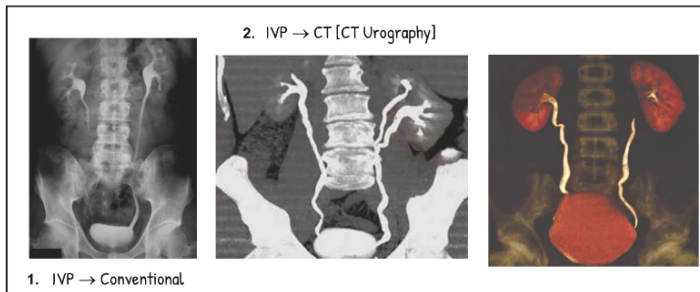 2. IVP → CT [CT Urography]
1. IVP → Conventional